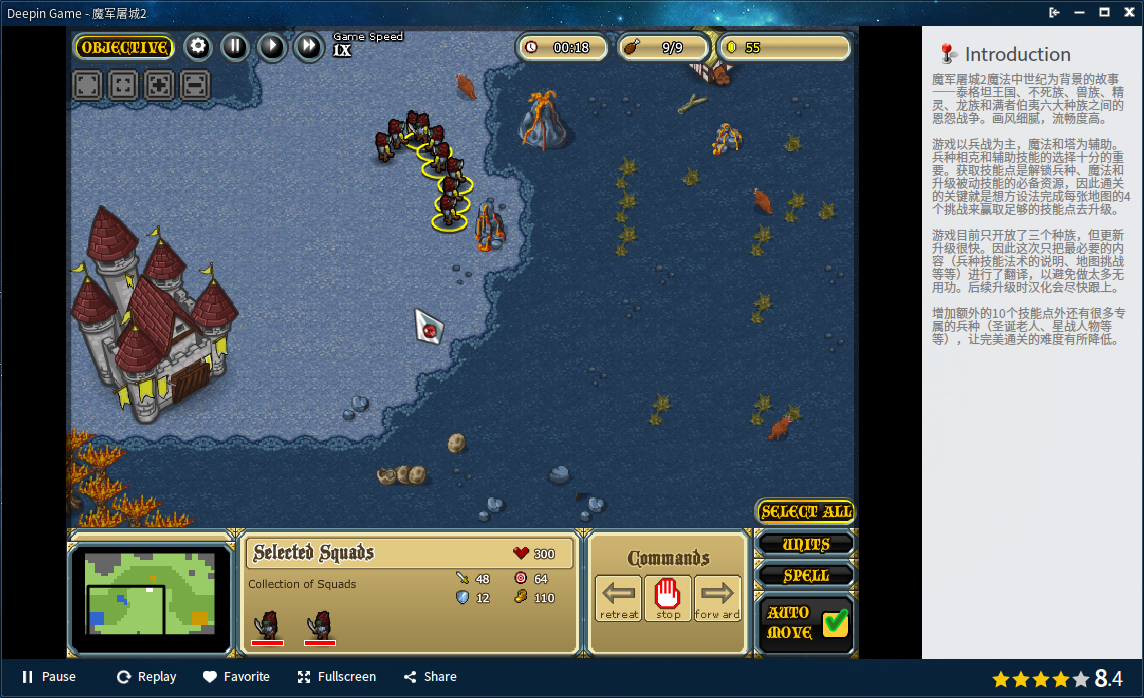 Deepin Game - 魔军屠城2
OBJECTIVE
Game Speed
1X
00:18
9/9
55
SELECT ALL
Selected Squads
300
Collection of Squads
48
64
12
110
Commands
retreat
stop
forward
UNITS
SPELL
AUTO
MOVE
Introduction
魔军屠城2魔法中世纪为背景的故事
——泰格坦王国、不死族、兽族、精
灵、龙族和满者伯夷六大种族之间的
恩怨战争。画风细腻，流畅度高。
游戏以兵战为主，魔法和塔为辅助。
兵种相克和辅助技能的选择十分的重
要。获取技能点是解锁兵种、魔法和
升级被动技能的必备资源，因此通关
的关键就是想方设法完成每张地图的4
个挑战来赢取足够的技能点去升级。
游戏目前只开放了三个种族，但更新
升级很快。因此这次只把最必要的内
容（兵种技能法术的说明、地图挑战
等等）进行了翻译，以避免做太多无
用功。后续升级时汉化会尽快跟上。
增加额外的10个技能点外还有很多专
属的兵种（圣诞老人、星战人物等
等），让完美通关的难度有所降低。
Pause
Replay
Favorite
Fullscreen
Share
8.4